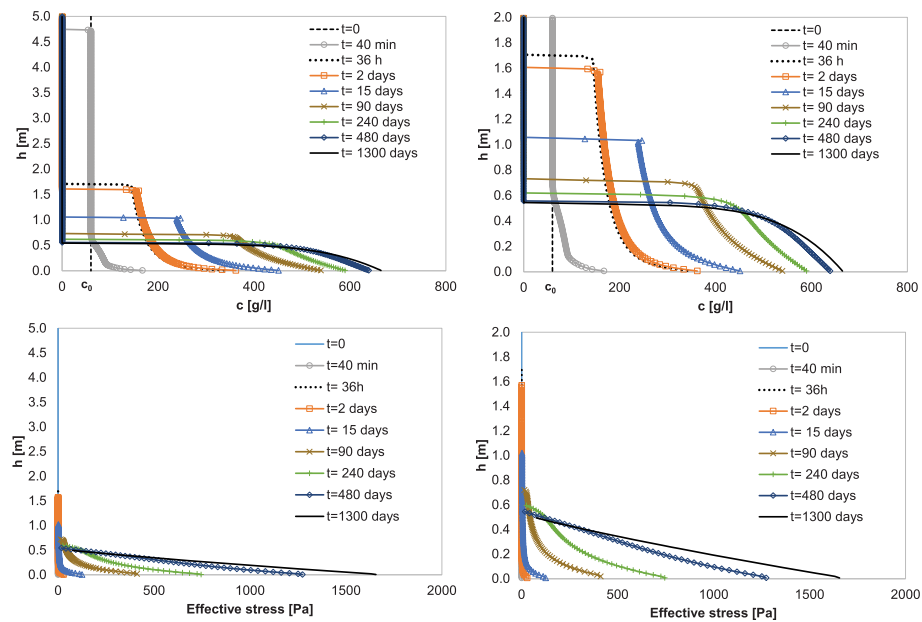 5.0
4.5
4.0
3.5
3.0
2.5
2.0
1.5
1.0
0.5
0.0
h [m]
0
c₀
200
400
600
800
c [g/l]
t=0
t= 40 min
t= 36 h
t= 2 days
t= 15 days
t= 90 days
t= 240 days
t= 480 days
t= 1300 days
2.0
1.8
1.6
1.4
1.2
1.0
0.8
0.6
0.4
0.2
0.0
h [m]
0
c₀
200
400
600
800
c [g/l]
t=0
t= 40 min
t= 36 h
t= 2 days
t= 15 days
t= 90 days
t= 240 days
t= 480 days
t= 1300 days
5.0
4.5
4.0
3.5
3.0
2.5
2.0
1.5
1.0
0.5
0.0
h [m]
0
500
1000
1500
2000
Effective stress [Pa]
t=0
t=40 min
t= 36h
t=2 days
t= 15 days
t=90 days
t= 240 days
t=480 days
t=1300 days
2.0
1.8
1.6
1.4
1.2
1.0
0.8
0.6
0.4
0.2
0.0
h [m]
0
500
1000
1500
2000
Effective stress [Pa]
t=0
t=40 min
t= 36h
t=2 days
t= 15 days
t=90 days
t= 240 days
t=480 days
t=1300 days